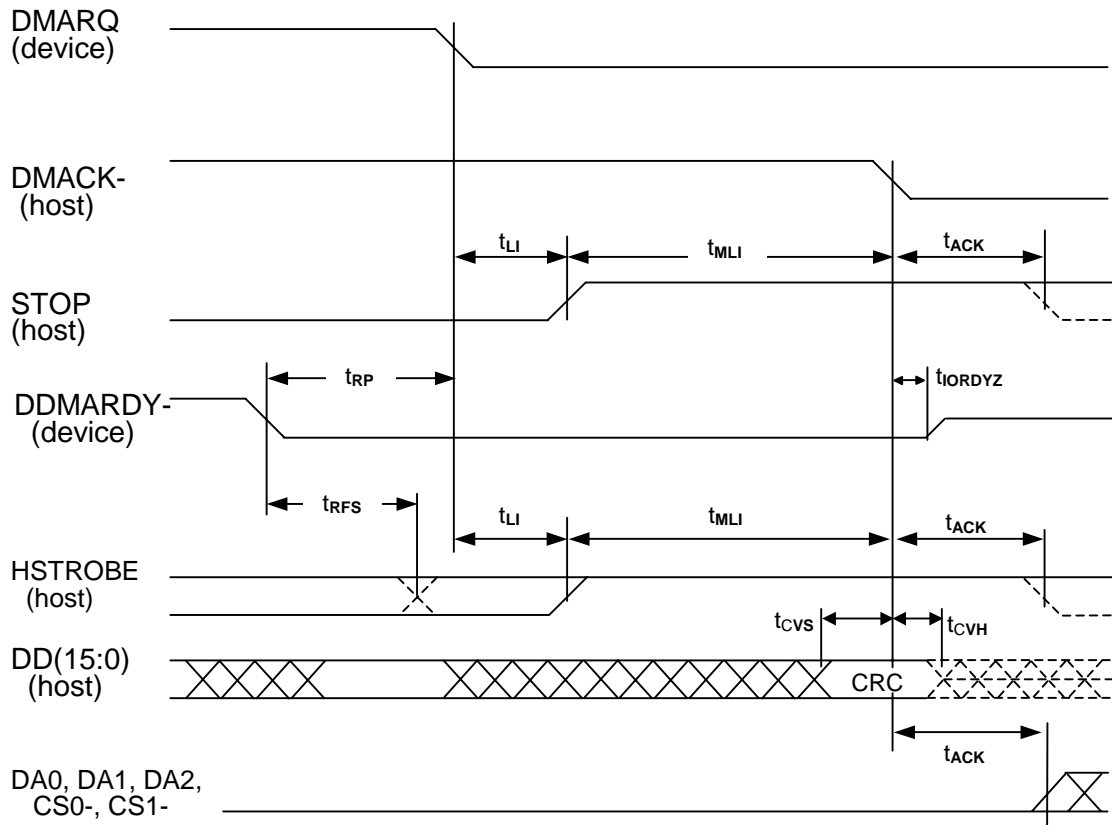 DMARQ
(device)
DMACK-
(host)
tLI
tMLI
tACK
STOP
(host)
tRP
tIORDYZ
DDMARDY-
(device)
tRFS
tLI
tMLI
tACK
HSTROBE
(host)
tCVS
tCVH
DD(15:0)
(host)
CRC
tACK
DA0, DA1, DA2,
CS0-, CS1-